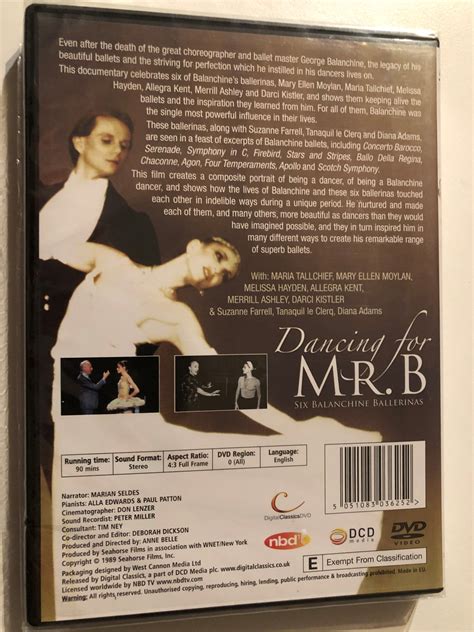 Even after the death of the great choreographer and ballet master George Balanchine, the legacy of his
beautiful ballets and the striving for perfection which he instilled in his dancers lives on.
This documentary celebrates six of Balanchine's ballerinas, Mary Ellen Moylan, Maria Tallchief, Melissa
Hayden, Allegra Kent, Merrill Ashley and Darci Kistler, and shows them keeping alive the
ballets and the inspiration they learned from him. For all of them, Balanchine was
the single most powerful influence in their lives.
These ballerinas, along with Suzanne Farrell, Tanaquil le Clerq and Diana Adams,
are seen in a feast of excerpts of Balanchine ballets, including Concerto Barocco,
Serenade, Symphony in C, Firebird, Stars and Stripes, Ballo Della Regina,
Chaconne, Agon, Four Temperaments, Apollo and Scotch Symphony.
This film creates a composite portrait of being a dancer, of being a Balanchine
dancer, and shows how the lives of Balanchine and these six ballerinas touched
each other in indelible ways during a unique period. He nurtured and made
each of them, and many others, more beautiful as dancers than they would
have imagined possible, and they in turn inspired him in
many different ways to create his remarkable range
of superb ballets.
With: MARIA TALLCHIEF, MARY ELLEN MOYLAN,
MELISSA HAYDEN, ALLEGRA KENT,
MERRILL ASHLEY, DARCI KISTLER
& Suzanne Farrell, Tanaquil le Clerq, Diana Adams
Dancing for
MR. B
SIX BALANCHINE BALLERINAS
Running time:
90 mins
Sound Format:
Stereo
Aspect Ratio:
4:3 Full Frame
DVD Region:
0 (All)
Language:
English
Narrator: MARIAN SELDES
Pianists: ALLA EDWARDS & PAUL PATTON
Cinematographer: DON LENZER
Sound Recordist: PETER MILLER
Editor: TIM NEY
Co-director and Editor: DEBORAH DICKSON
Produced and Directed by: ANNE BELLE
Produced by Seahorse Films in association with WNET/New York
Copyright © 1989 Seahorse Films, Inc.
Packaging designed by West Cannon Media Ltd
Released by Digital Classics, a part of DCD Media plc. www.digitalclassics.co.uk
Licensed worldwide for NBD TV www.nbdtv.com
Warning: All rights reserved. Unauthorised copying, reproducing, hiring, lending, public performance & broadcasting prohibited. Made in EU.
DigitalClassicsDVD
nbdtv
DCD
media
DVD
VIDEO
E Exempt From Classification
5 051083 036252 >